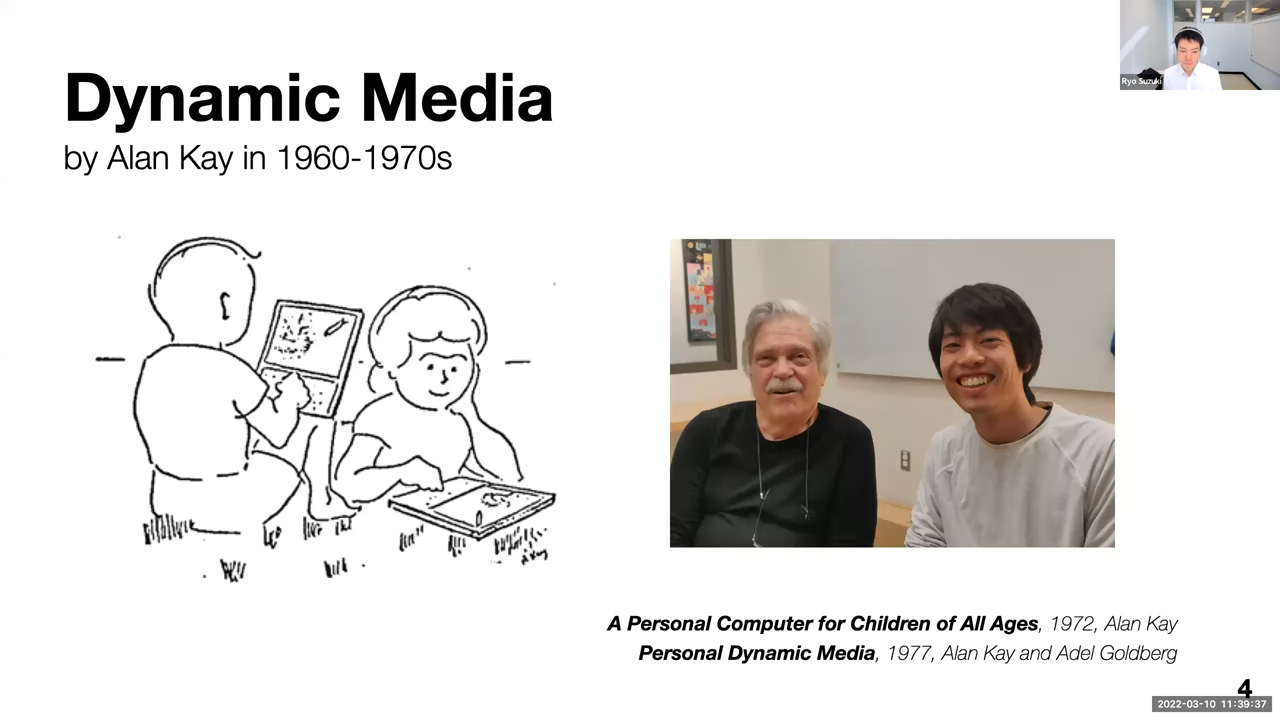 Dynamic Media
by Alan Kay in 1960-1970s
Ryo Suzuki
A Personal Computer for Children of All Ages, 1972, Alan Kay
Personal Dynamic Media, 1977, Alan Kay and Adel Goldberg
4
2022-03-10 11:39:37